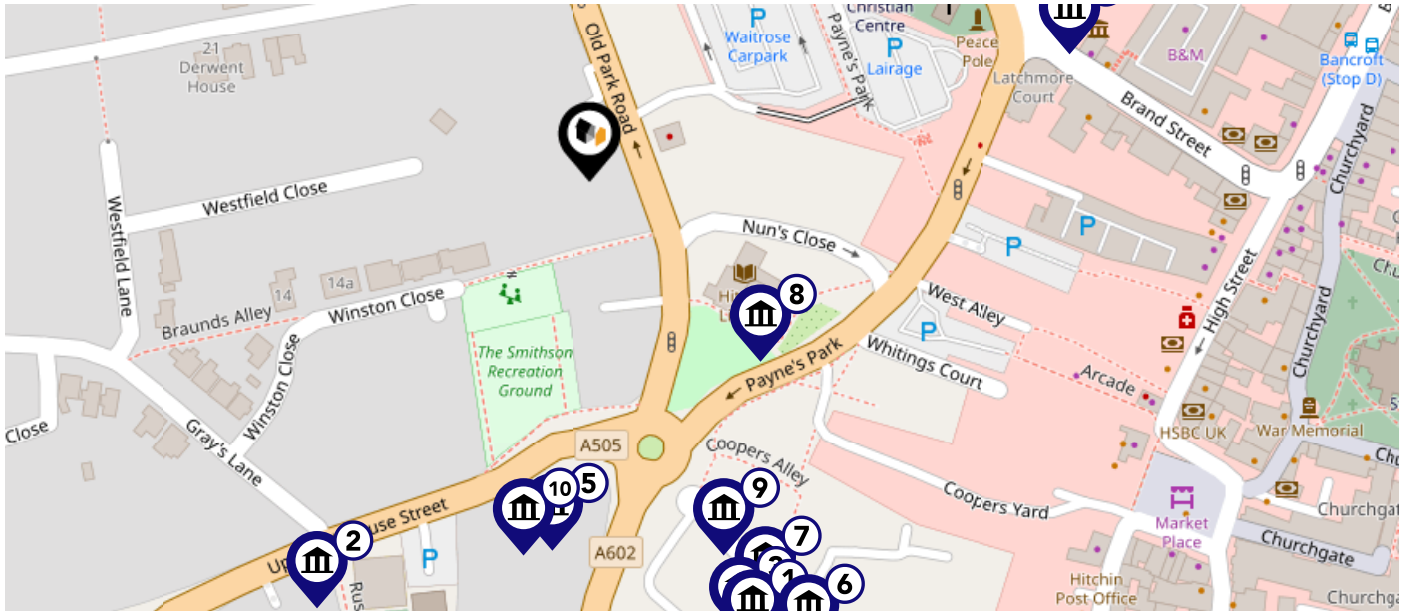 21
Derwent
House
Old Park Road
P
Waitrose
Carpark
Payne's Park
Christian
Centre
P
Lairage
Peace
Pole
Latchmore
Court
B&M
Bancroft
(Stop D)
Brand Street
Churchyard
Westfield Close
Westfield Lane
14a
14
Braunds Alley
Winston Close
Winston Close
Gray's Lane
Close
The Smithson
Recreation
Ground
Nun's Close
P
P
8
West Alley
P
Whitings Court
Payne's Park
Arcade
High Street
Churchyard
HSBC UK
War Memorial
A505
Coopers Alley
Coopers Yard
Market
Place
Churchgate
10
5
9
7
2
P
A602
1
6
Hitchin
Post Office